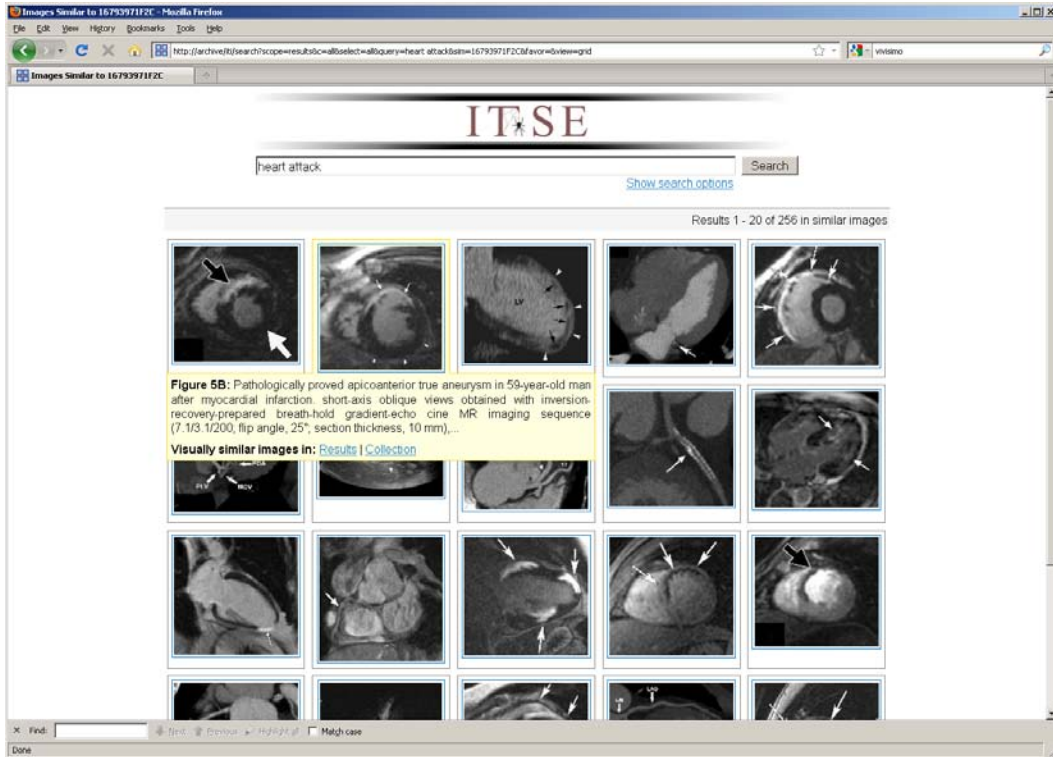 Images Similar to 16793971F2C - Mozilla Firefox
File Edit View History Bookmarks Tools Help
http://archive/iti/search?scope=results&c=all&select=all&query=heart attack&sim=16793971F2C&favor=&view=grid
vivisimo
Images Similar to 16793971F2C
ITSE
heart attack
Search
Show search options
Results 1 - 20 of 256 in similar images
LV
Figure 5B: Pathologically proved apicoanterior true aneurysm in 59-year-old man
after myocardial infarction. short-axis oblique views obtained with inversion-
recovery-prepared breath-hold gradient-echo cine MR imaging sequence
(7.1/3.1/200; flip angle, 25°; section thickness, 10 mm),...
Visually similar images in: Results | Collection
PDA
PLV MCV
LAD
× Find: Next Previous Highlight all Match case
Done